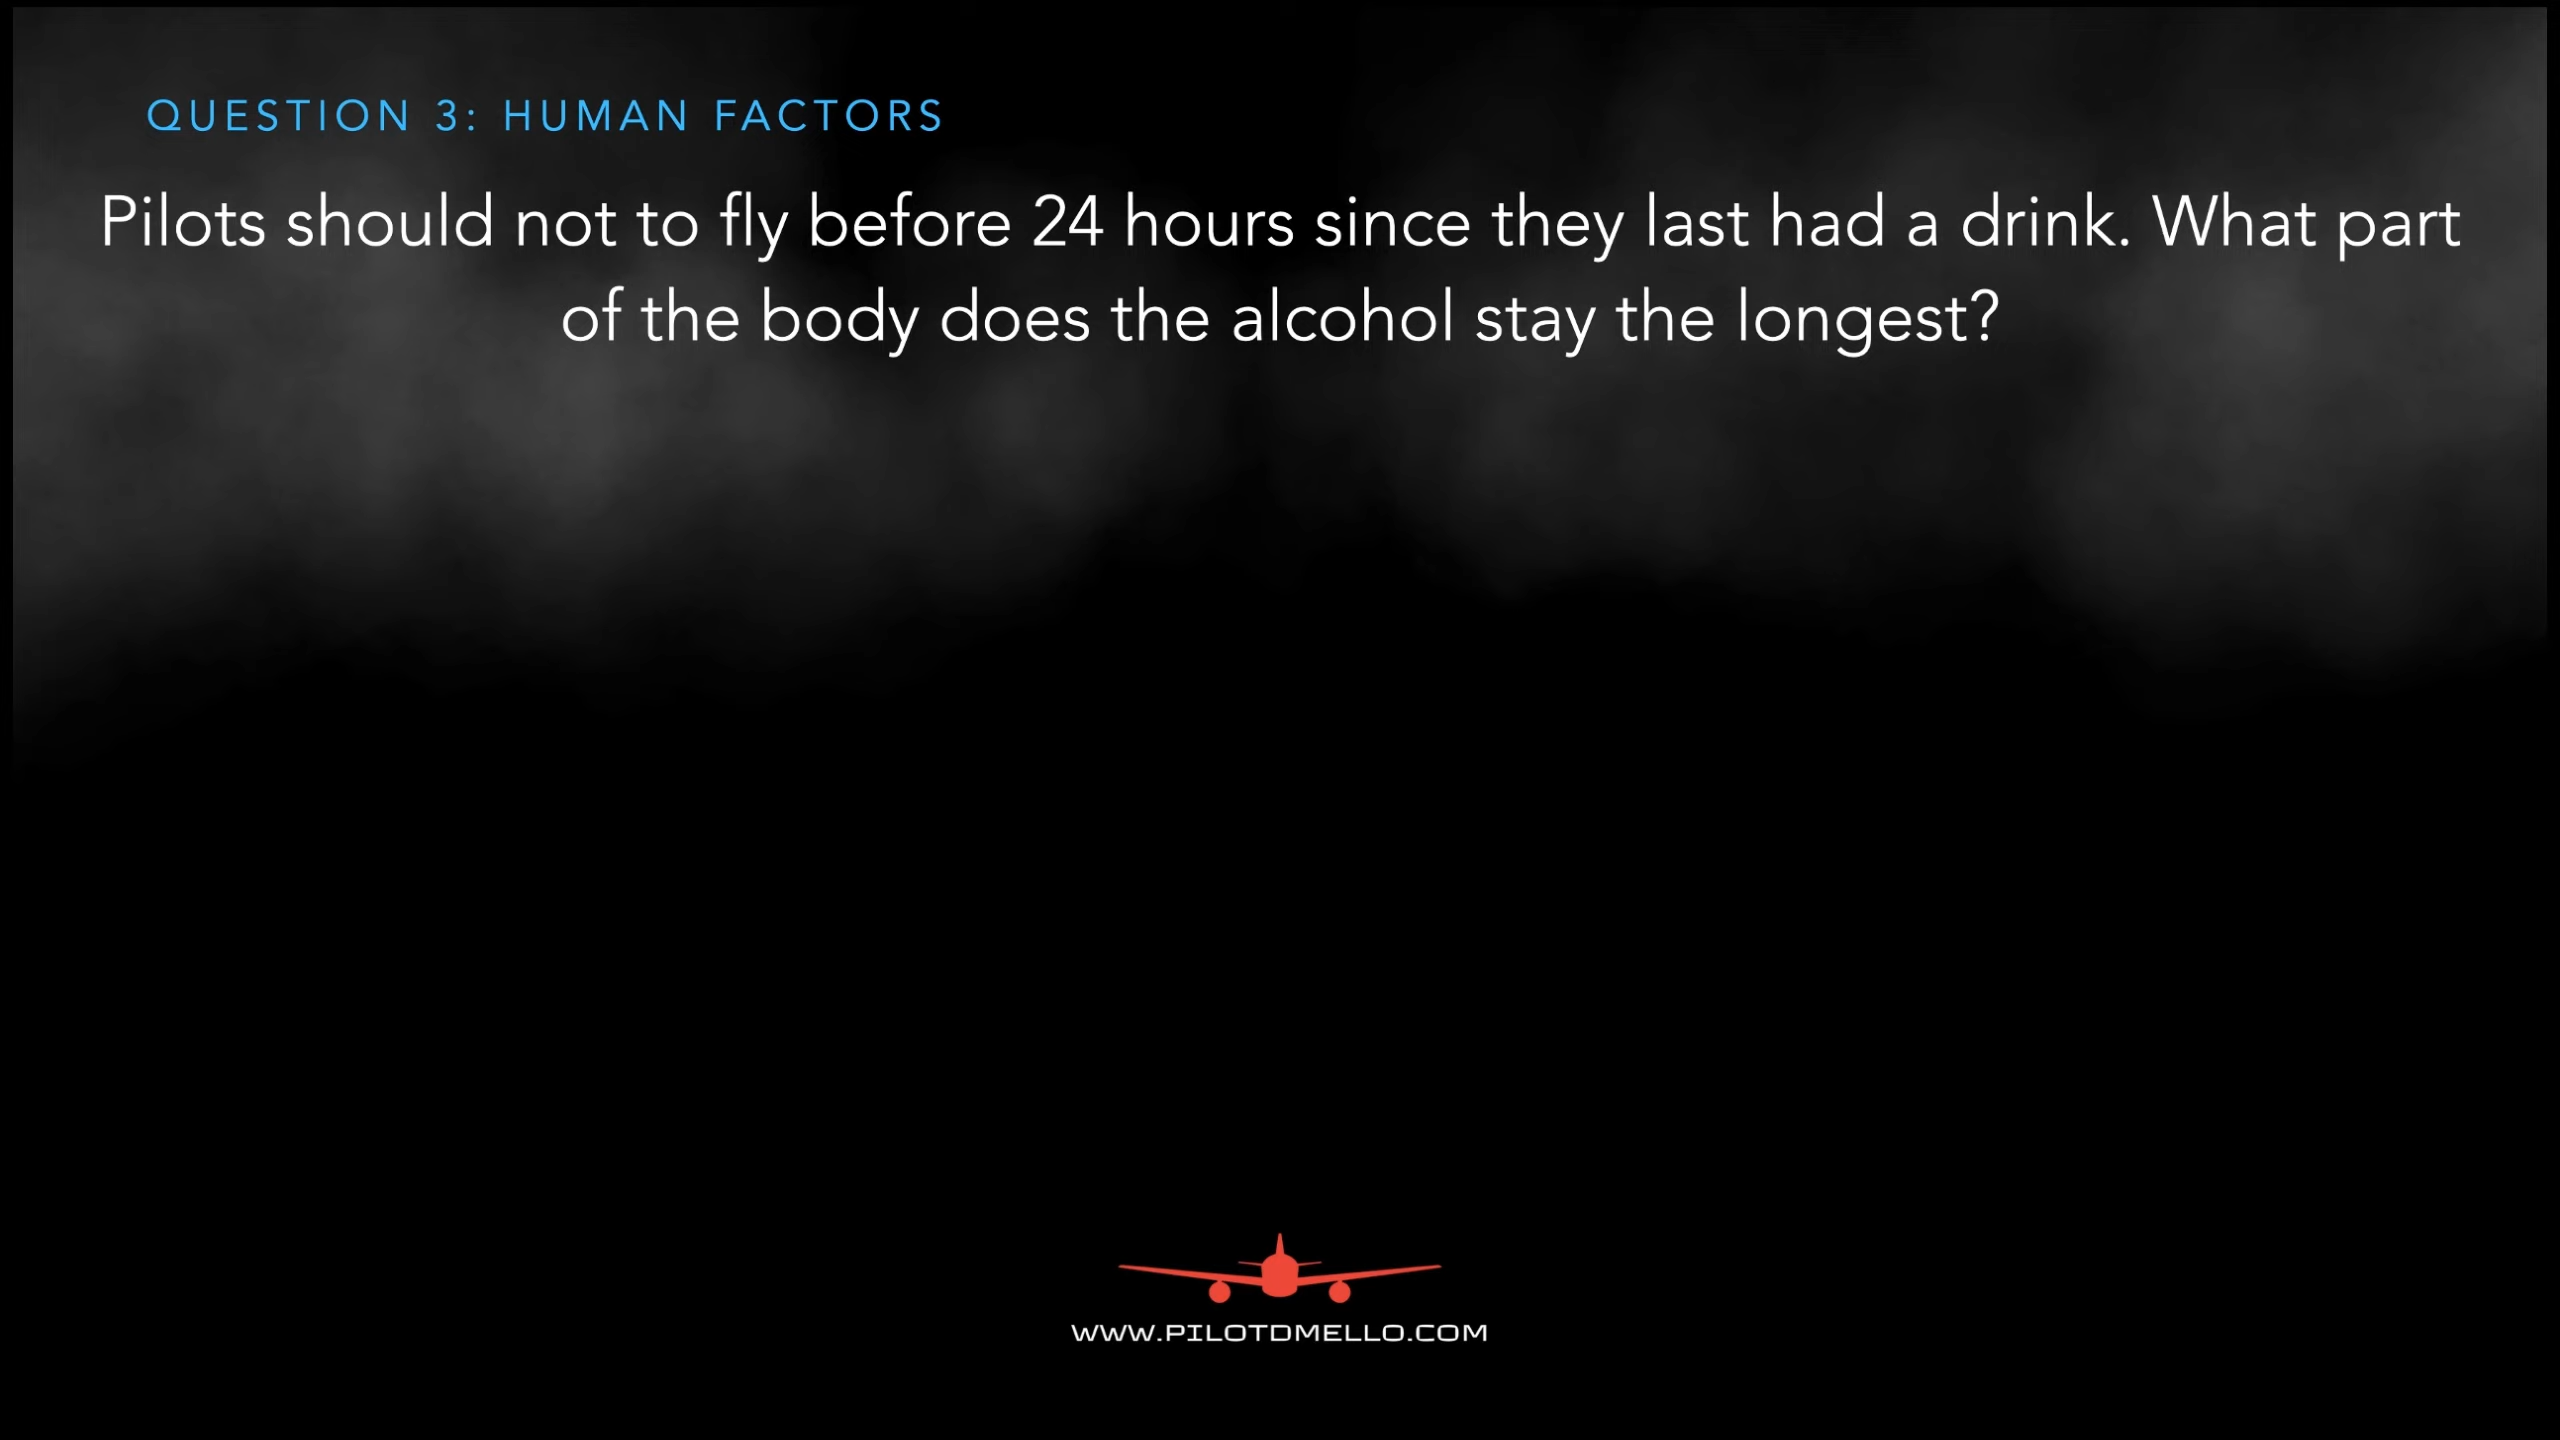 QUESTION 3: HUMAN FACTORS
Pilots should not to fly before 24 hours since they last had a drink. What part
of the body does the alcohol stay the longest?
WWW.PILOTDMELLO.COM